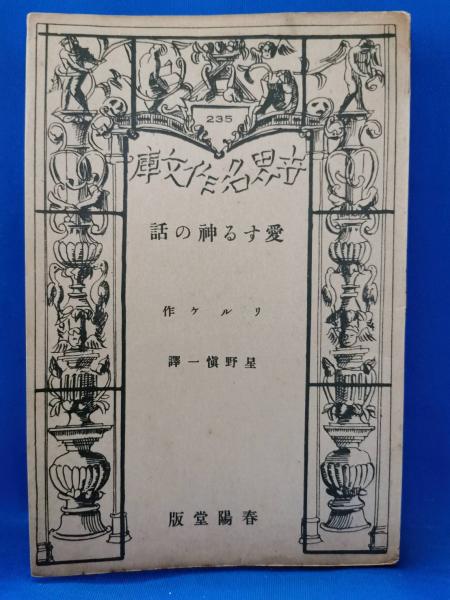 235
庫文作名界世
話の神るす愛
作 ケルリ
譯一愼野星
版堂陽春